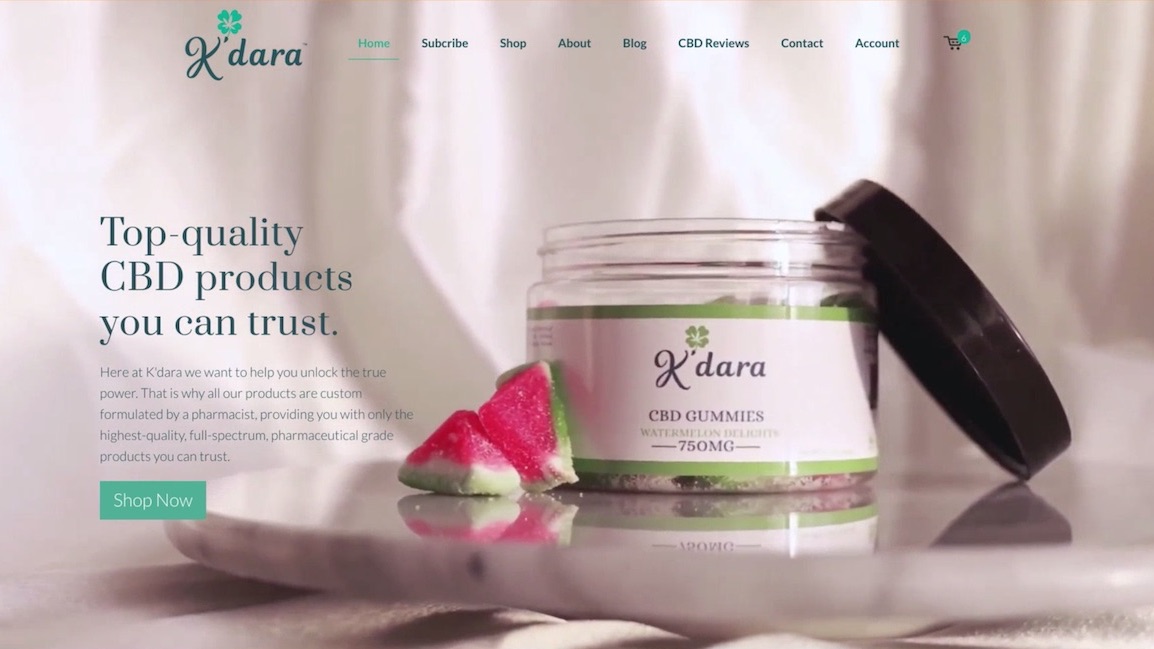 K'dara™
Home Subcribe Shop About Blog CBD Reviews Contact Account
6
Top-quality
CBD products
you can trust.
Here at K'dara we want to help you unlock the true
power. That is why all our products are custom
formulated by a pharmacist, providing you with only the
highest-quality, full-spectrum, pharmaceutical grade
products you can trust.
Shop Now
K'dara
CBD GUMMIES
WATERMELON DELIGHTS
750MG